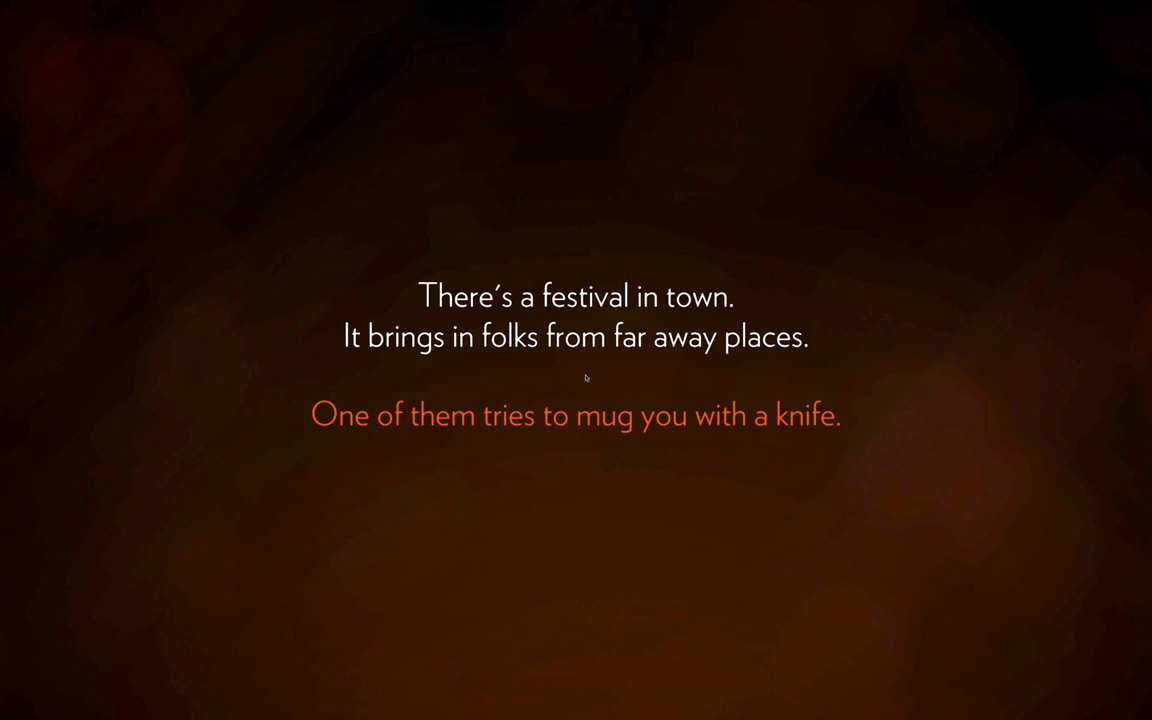 There's a festival in town.
It brings in folks from far away places.
One of them tries to mug you with a knife.